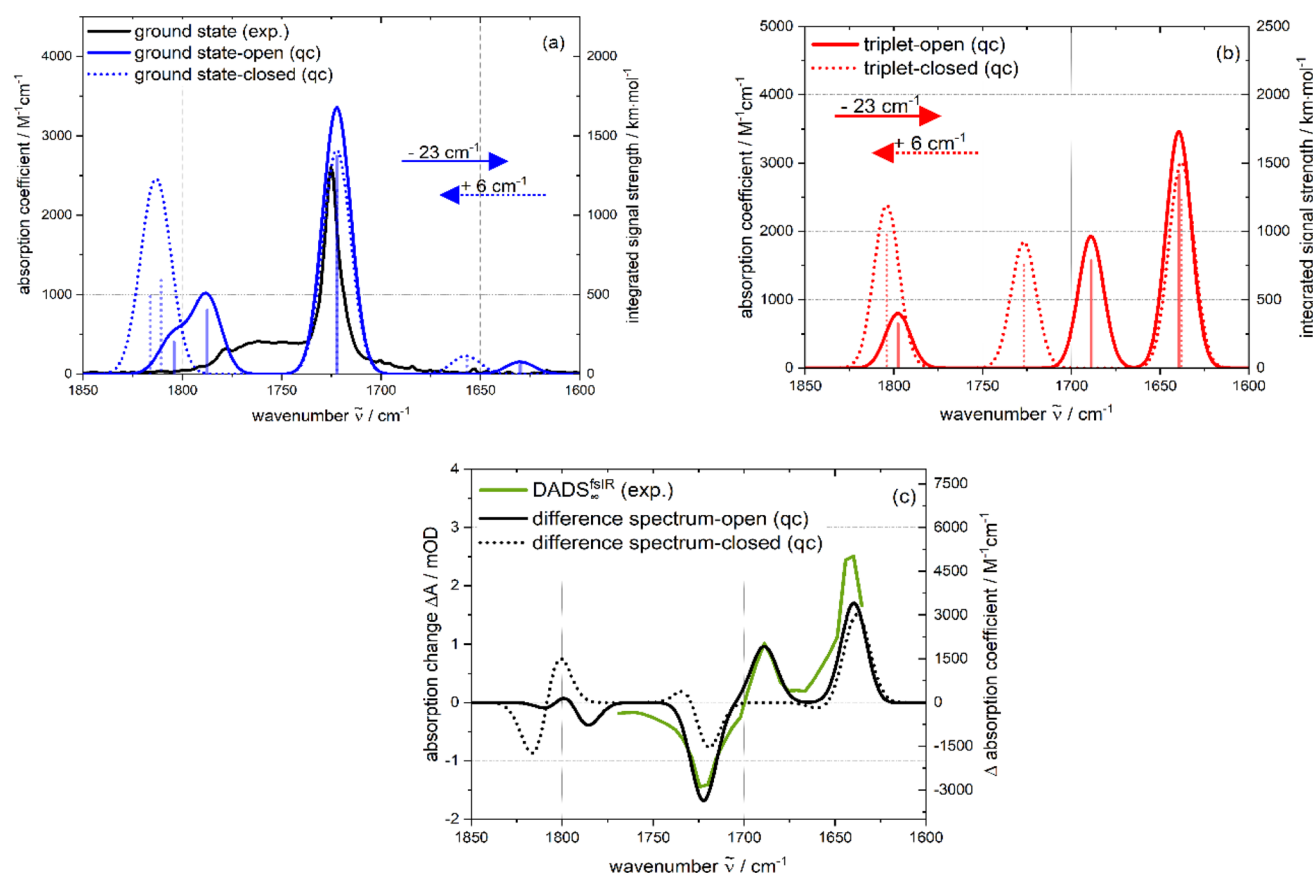 (a)
ground state (exp.)
ground state-open (qc)
ground state-closed (qc)
- 23 cm⁻¹
+ 6 cm⁻¹
4000
3000
2000
1000
0
absorption coefficient / M⁻¹cm⁻¹
2000
1500
1000
500
0
integrated signal strength / km·mol⁻¹
1850 1800 1750 1700 1650 1600
wavenumber ν̃ / cm⁻¹
(b)
triplet-open (qc)
triplet-closed (qc)
- 23 cm⁻¹
+ 6 cm⁻¹
5000
4000
3000
2000
1000
0
absorption coefficient / M⁻¹cm⁻¹
2500
2000
1500
1000
500
0
integrated signal strength / km·mol⁻¹
1850 1800 1750 1700 1650 1600
wavenumber ν̃ / cm⁻¹
(c)
DADS∞^fsIR (exp.)
difference spectrum-open (qc)
difference spectrum-closed (qc)
4
3
2
1
0
-1
-2
absorption change ΔA / mOD
7500
6000
4500
3000
1500
0
-1500
-3000
Δ absorption coefficient / M⁻¹cm⁻¹
1850 1800 1750 1700 1650 1600
wavenumber ν̃ / cm⁻¹